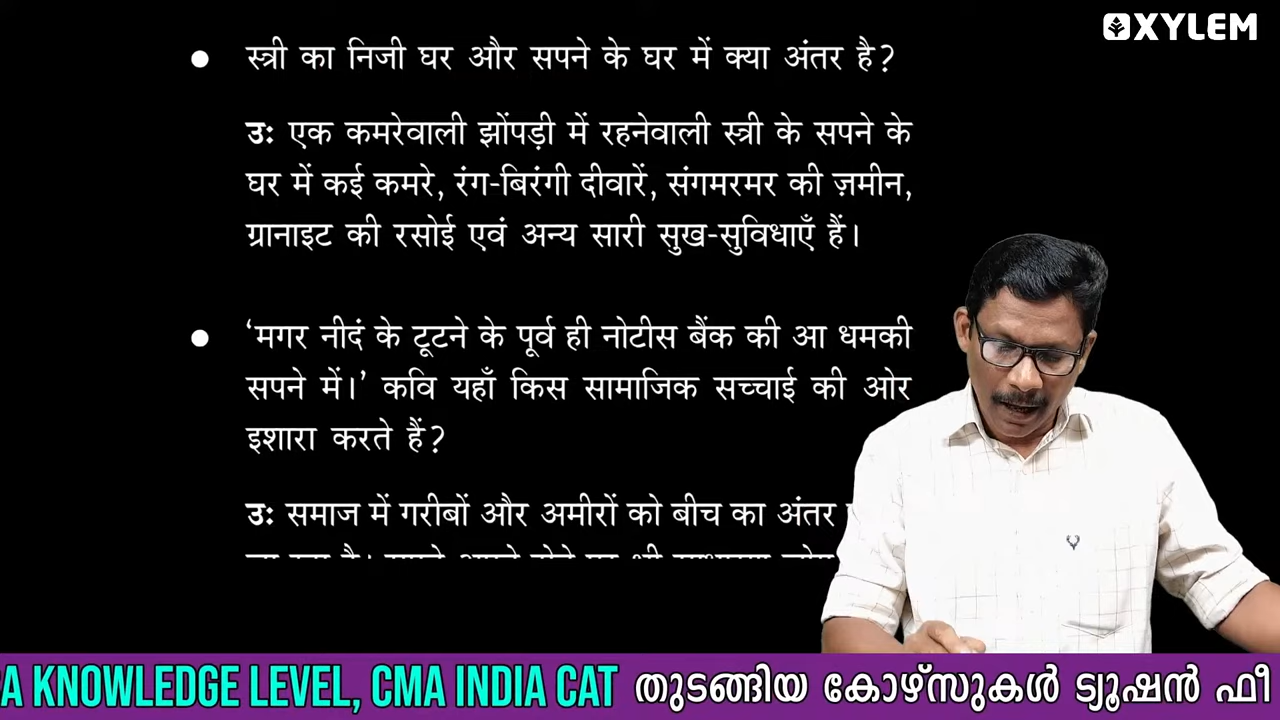 OXYLEM
● स्त्री का निजी घर और सपने के घर में क्या अंतर है?
उः एक कमरेवाली झोंपड़ी में रहनेवाली स्त्री के सपने के
घर में कई कमरे, रंग-बिरंगी दीवारें, संगमरमर की ज़मीन,
ग्रानाइट की रसोई एवं अन्य सारी सुख-सुविधाएँ हैं।
● ‘मगर नीदं के टूटने के पूर्व ही नोटीस बैंक की आ धमकी
सपने में।’ कवि यहाँ किस सामाजिक सच्चाई की ओर
इशारा करते हैं?
उः समाज में गरीबों और अमीरों को बीच का अंतर
A KNOWLEDGE LEVEL, CMA INDIA CAT തുടങ്ങിയ കോഴ്സുകൾ ട്യൂഷൻ ഫീ